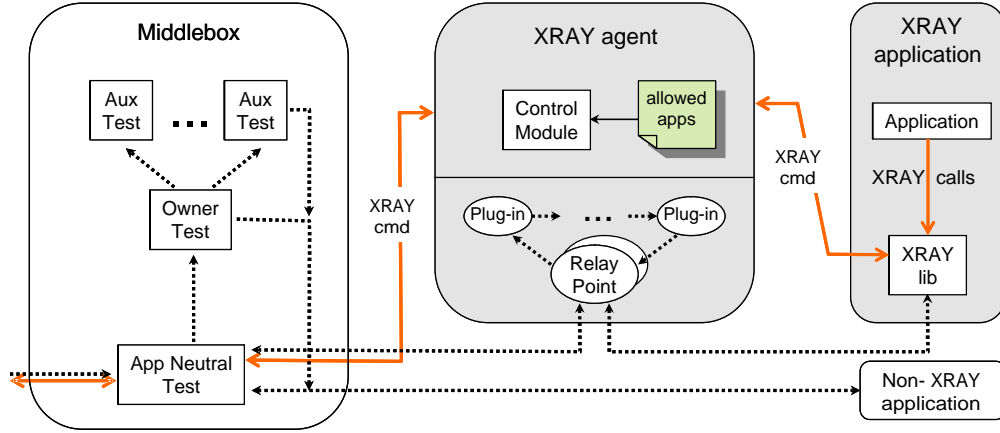 Middlebox
Aux
Test
...
Aux
Test
Owner
Test
App Neutral
Test
XRAY
cmd
XRAY agent
Control
Module
allowed
apps
Plug-in
...
Plug-in
Relay
Point
XRAY
cmd
XRAY
application
Application
XRAY calls
XRAY
lib
Non- XRAY
application